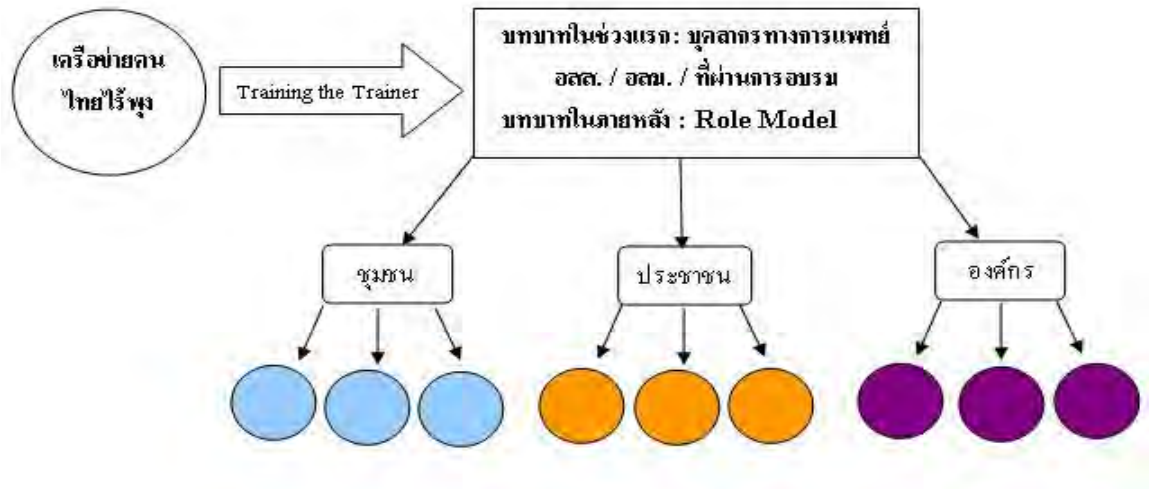 เครือข่ายคน
ไทยไร้พุง
Training the Trainer
บทบาทในช่วงแรก: บุคลากรทางการแพทย์
อสส. / อสม. / ที่ผ่านการอบรม
บทบาทในภายหลัง : Role Model
ชุมชน
ประชาชน
องค์กร